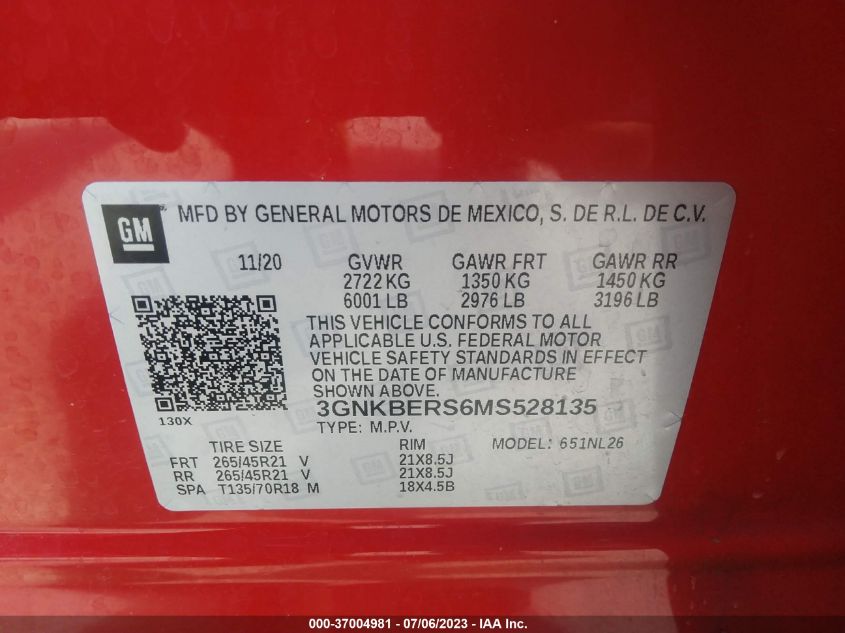 GM MFD BY GENERAL MOTORS DE MEXICO, S. DE R.L. DE C.V.
11/20 GVWR GAWR FRT GAWR RR
2722 KG 1350 KG 1450 KG
6001 LB 2976 LB 3196 LB
THIS VEHICLE CONFORMS TO ALL
APPLICABLE U.S. FEDERAL MOTOR
VEHICLE SAFETY STANDARDS IN EFFECT
ON THE DATE OF MANUFACTURE
SHOWN ABOVE.
3GNKBERS6MS528135
130X
TYPE: M.P.V.
TIRE SIZE RIM MODEL: 651NL26
FRT 265/45R21 V 21X8.5J
RR 265/45R21 V 21X8.5J
SPA T135/70R18 M 18X4.5B
000-37004981 - 07/06/2023 - IAA Inc.